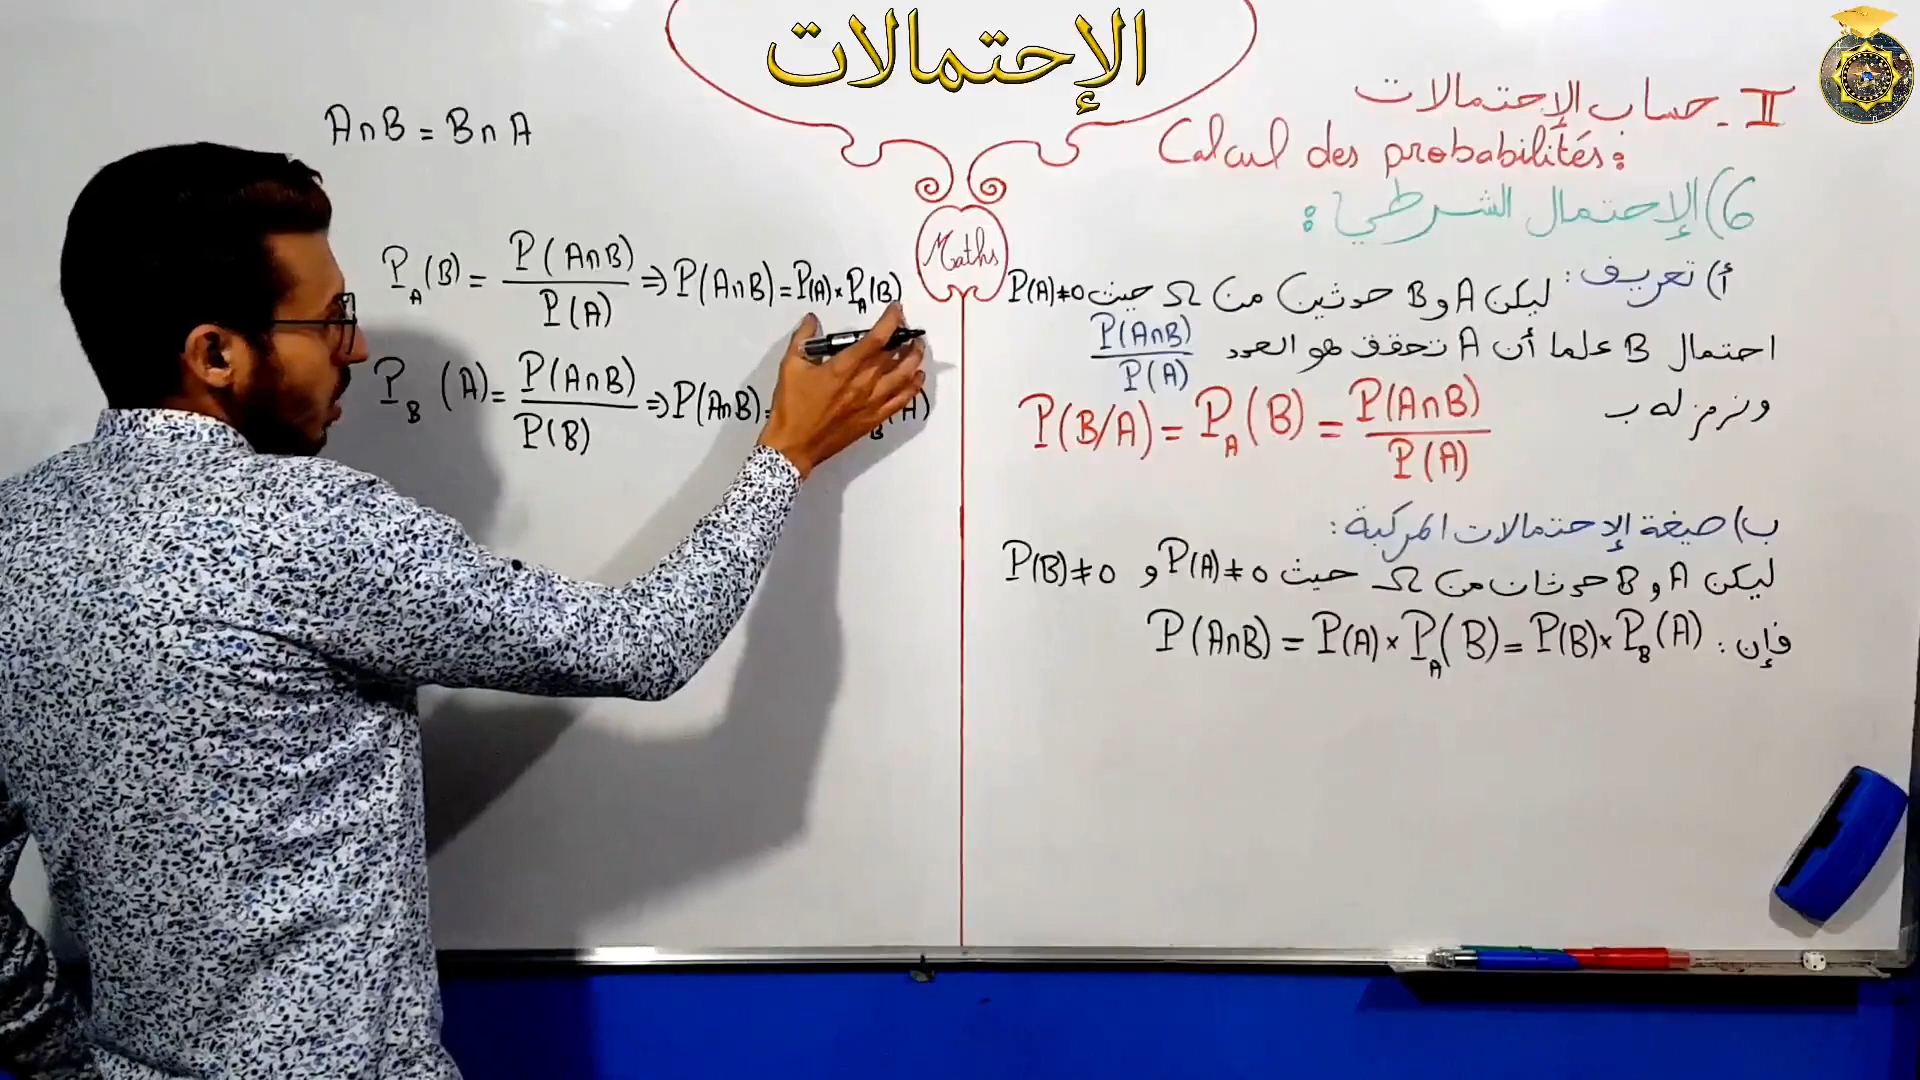 الإحتمالات
II - حساب الإحتمالات
Calcul des probabilités :
6) الإحتمال الشرطي :
أ) تعريف : ليكن A و B حدثين من Ω حيث P(A)≠0
احتمال B علما أن A تحقق هو العدد P(A∩B)/P(A)
ونرمز له ب
P(B/A) = P_A(B) = P(A∩B)/P(A)
ب) صيغة الإحتمالات المركبة :
ليكن A و B حدثان من Ω حيث P(A)≠0 و P(B)≠0
فإن : P(A∩B) = P(A)×P_A(B) = P(B)×P_B(A)
Maths
A∩B = B∩A
P_A(B) = P(A∩B)/P(A) ⇒ P(A∩B) = P(A)×P_A(B)
P_B(A) = P(A∩B)/P(B) ⇒ P(A∩B) =